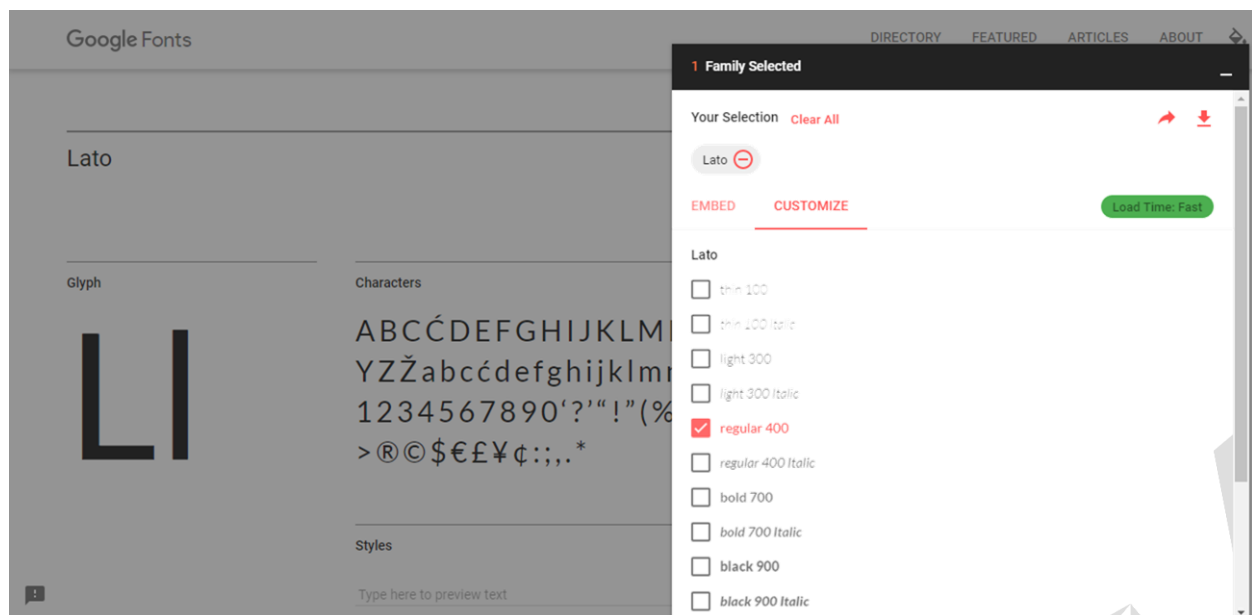 Google Fonts
DIRECTORY FEATURED ARTICLES ABOUT
Lato
Glyph
Ll
Characters
ABCĆDEFGHIJKLM
YZŽabcćdefghijklm
1234567890‘?’“!”(%
>®©$€£¥¢:;,.*
Styles
Type here to preview text
1 Family Selected
Your Selection Clear All
Lato
EMBED CUSTOMIZE Load Time: Fast
Lato
thin 100
thin 100 Italic
light 300
light 300 Italic
regular 400
regular 400 Italic
bold 700
bold 700 Italic
black 900
black 900 Italic